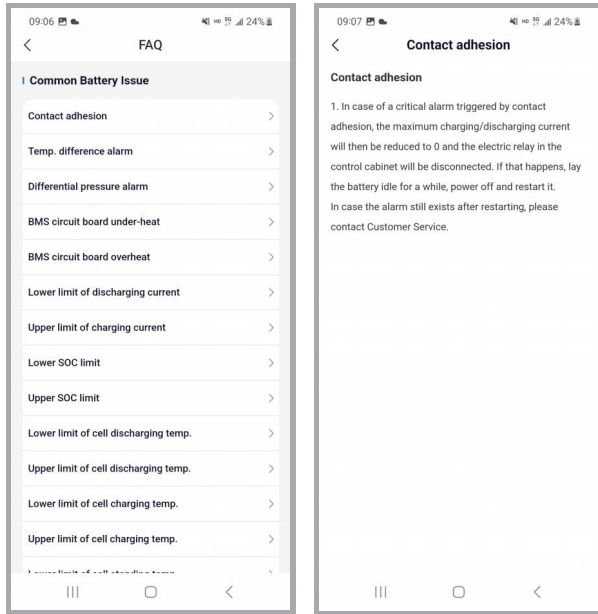 09:06
HD 5G 24%
FAQ
Common Battery Issue
Contact adhesion
Temp. difference alarm
Differential pressure alarm
BMS circuit board under-heat
BMS circuit board overheat
Lower limit of discharging current
Upper limit of charging current
Lower SOC limit
Upper SOC limit
Lower limit of cell discharging temp.
Upper limit of cell discharging temp.
Lower limit of cell charging temp.
Upper limit of cell charging temp.
09:07
HD 5G 24%
Contact adhesion
Contact adhesion
1. In case of a critical alarm triggered by contact
adhesion, the maximum charging/discharging current
will then be reduced to 0 and the electric relay in the
control cabinet will be disconnected. If that happens, lay
the battery idle for a while, power off and restart it.
In case the alarm still exists after restarting, please
contact Customer Service.